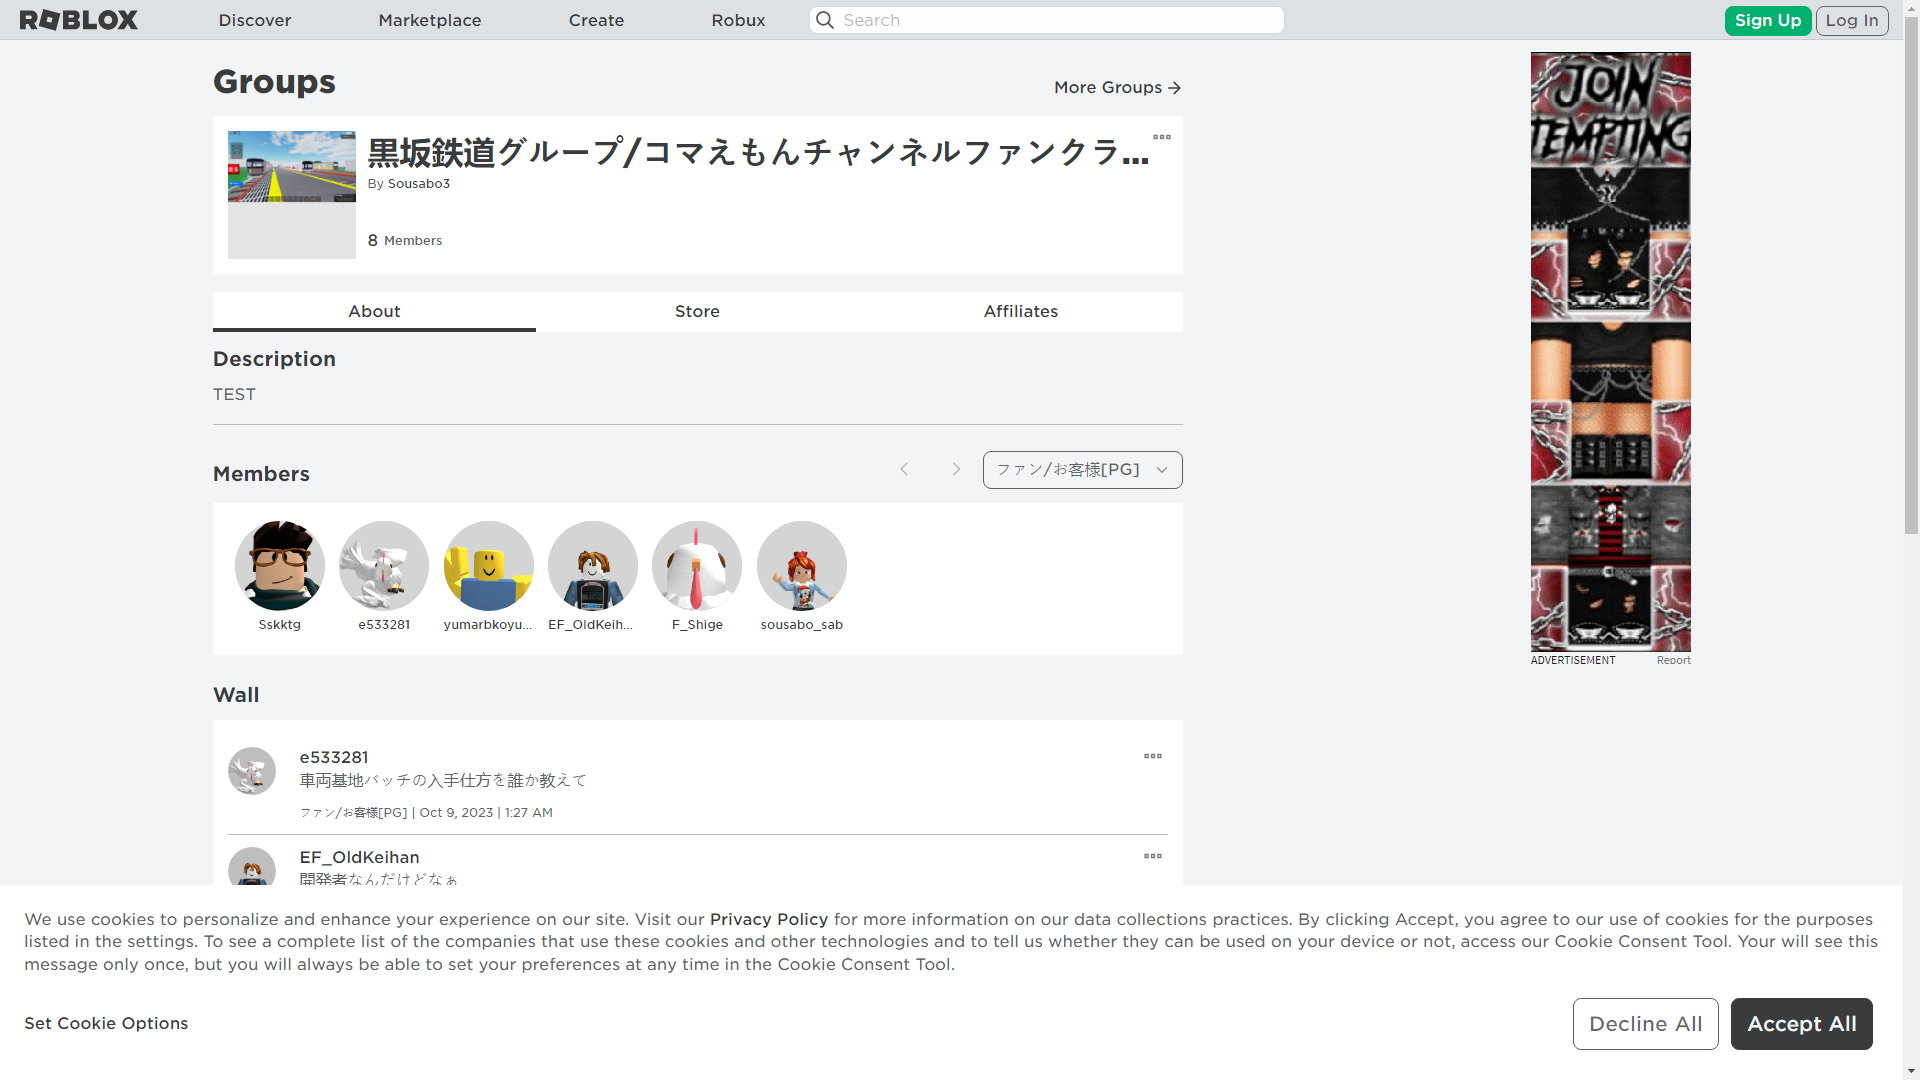 ROBLOX Discover Marketplace Create Robux Search Sign Up Log In
Groups
More Groups →
黒坂鉄道グループ/コマえもんチャンネルファンクラ...
By Sousabo3
8 Members
About Store Affiliates
Description
TEST
Members
ファン/お客様[PG]
Sskktg e533281 yumarbkoyu... EF_OldKeih... F_Shige sousabo_sab
Wall
e533281
車両基地バッチの入手仕方を誰か教えて
ファン/お客様[PG] | Oct 9, 2023 | 1:27 AM
EF_OldKeihan
開発者なんだけどなぁ
JOIN
TEMPTING
ADVERTISEMENT Report
We use cookies to personalize and enhance your experience on our site. Visit our Privacy Policy for more information on our data collections practices. By clicking Accept, you agree to our use of cookies for the purposes
listed in the settings. To see a complete list of the companies that use these cookies and other technologies and to tell us whether they can be used on your device or not, access our Cookie Consent Tool. Your will see this
message only once, but you will always be able to set your preferences at any time in the Cookie Consent Tool.
Set Cookie Options
Decline All
Accept All